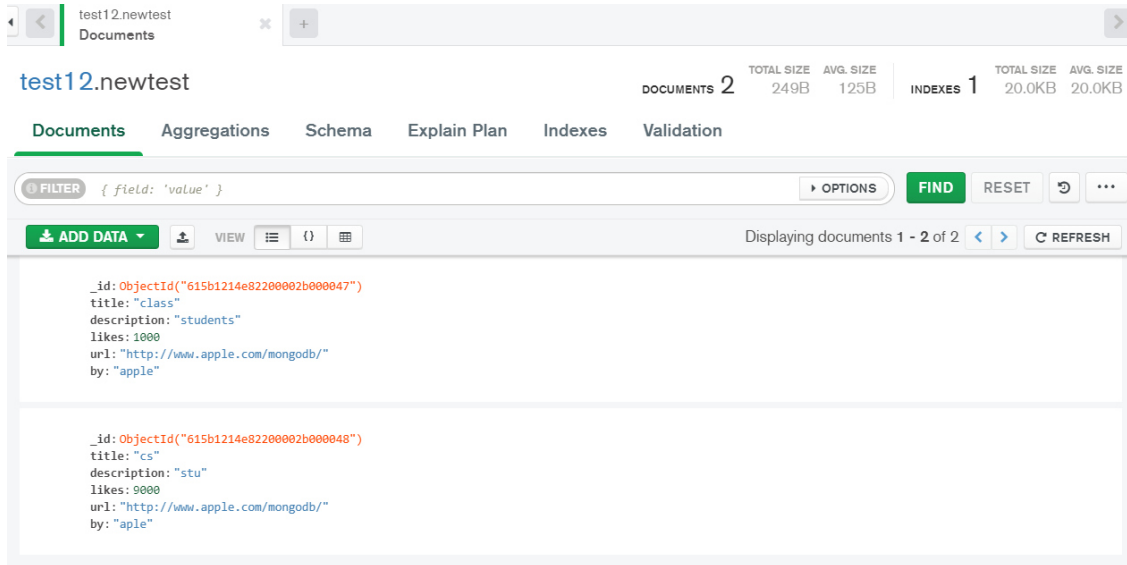 test12.newtest
Documents
test12.newtest
DOCUMENTS 2 TOTAL SIZE 249B AVG. SIZE 125B INDEXES 1 TOTAL SIZE 20.0KB AVG. SIZE 20.0KB
Documents Aggregations Schema Explain Plan Indexes Validation
FILTER { field: 'value' } OPTIONS FIND RESET
ADD DATA VIEW {} Displaying documents 1 - 2 of 2 REFRESH
_id: ObjectId("615b1214e82200002b000047")
title: "class"
description: "students"
likes: 1000
url: "http://www.apple.com/mongodb/"
by: "apple"
_id: ObjectId("615b1214e82200002b000048")
title: "cs"
description: "stu"
likes: 9000
url: "http://www.apple.com/mongodb/"
by: "aple"